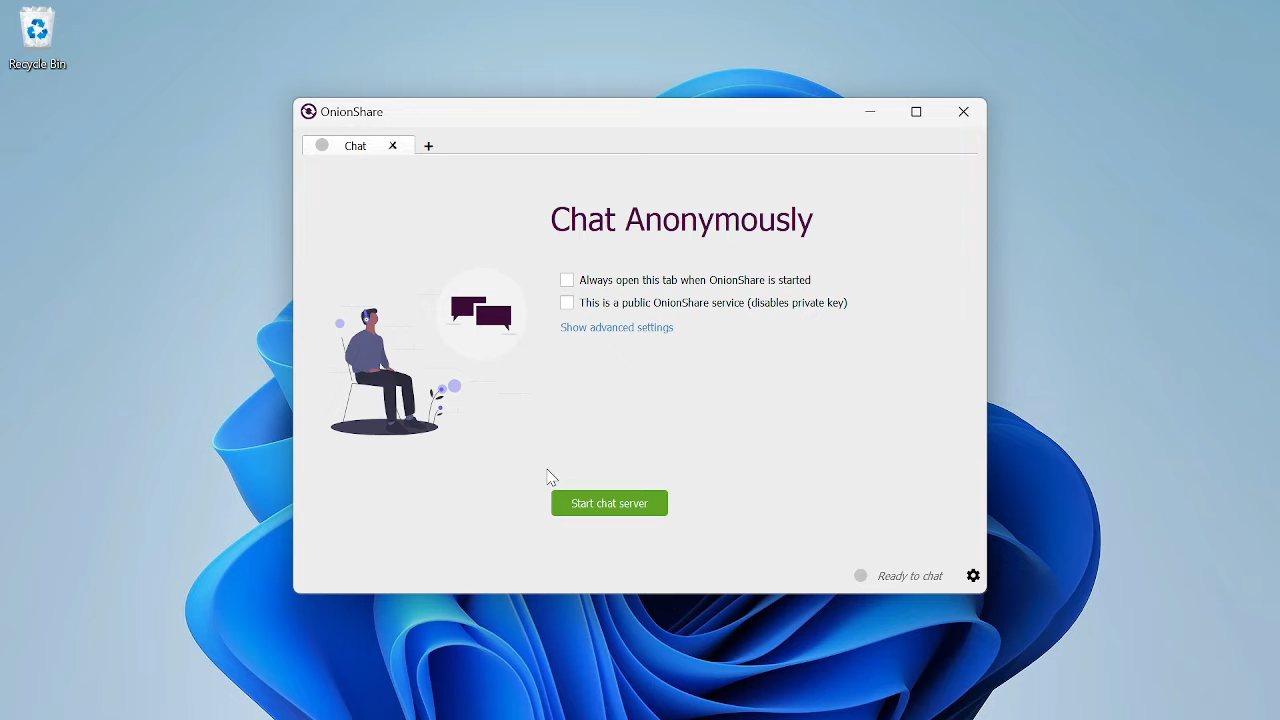 Recycle Bin
OnionShare
Chat
Chat Anonymously
Always open this tab when OnionShare is started
This is a public OnionShare service (disables private key)
Show advanced settings
Start chat server
Ready to chat